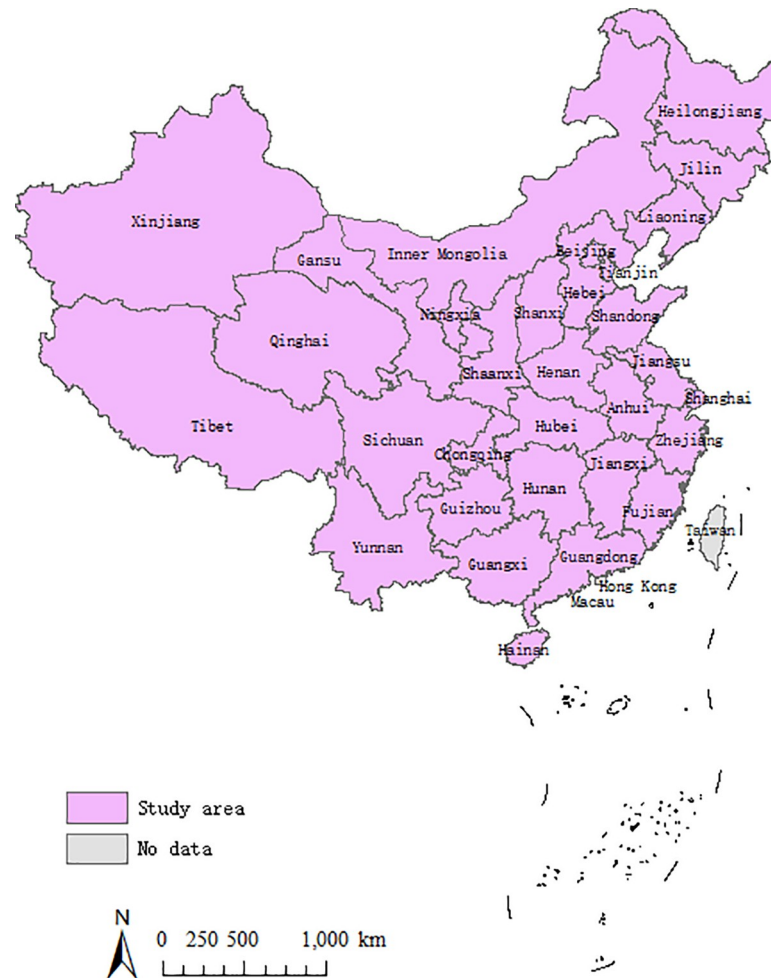 Heilongjiang
Jilin
Liaoning
Xinjiang
Inner Mongolia
Beijing
Gansu
Tianjin
Hebei
Ningxia
Shanxi
Shandong
Qinghai
Jiangsu
Shaanxi
Henan
Shanghai
Anhui
Tibet
Hubei
Sichuan
Zhejiang
Chongqing
Jiangxi
Hunan
Guizhou
Fujian
Taiwan
Yunnan
Guangdong
Guangxi
Hong Kong
Macau
Hainan
Study area
No data
N
0 250 500 1,000 km